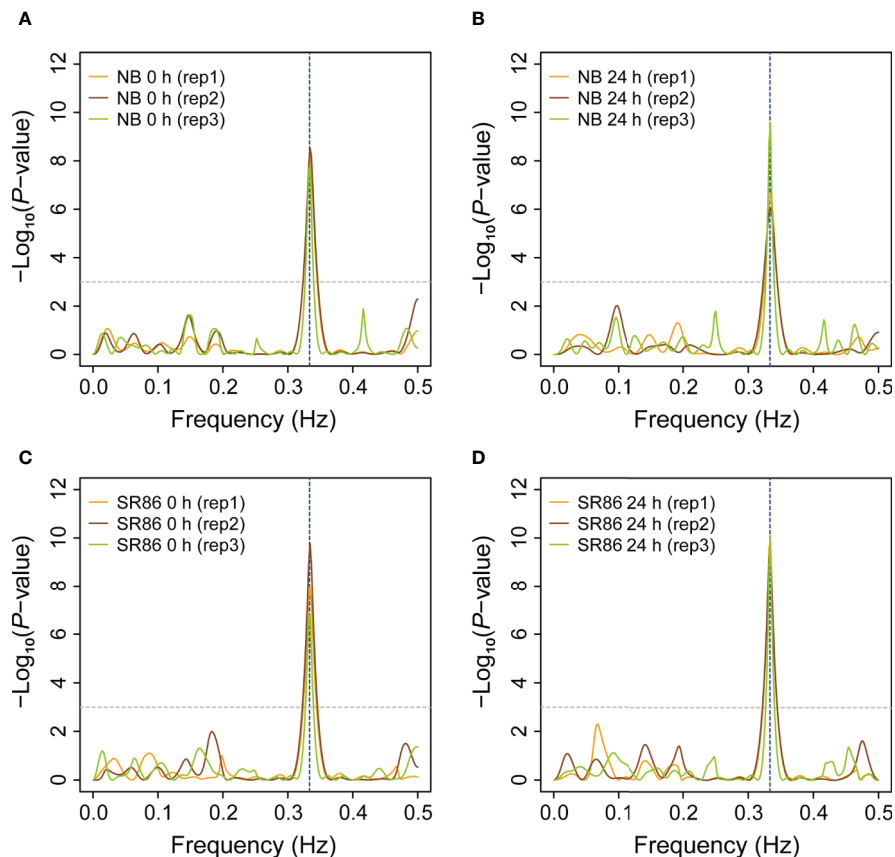 A
12
10
8
6
4
2
0
−Log₁₀(P−value)
NB 0 h (rep1)
NB 0 h (rep2)
NB 0 h (rep3)
0.0 0.1 0.2 0.3 0.4 0.5
Frequency (Hz)
B
12
10
8
6
4
2
0
−Log₁₀(P−value)
NB 24 h (rep1)
NB 24 h (rep2)
NB 24 h (rep3)
0.0 0.1 0.2 0.3 0.4 0.5
Frequency (Hz)
C
12
10
8
6
4
2
0
−Log₁₀(P−value)
SR86 0 h (rep1)
SR86 0 h (rep2)
SR86 0 h (rep3)
0.0 0.1 0.2 0.3 0.4 0.5
Frequency (Hz)
D
12
10
8
6
4
2
0
−Log₁₀(P−value)
SR86 24 h (rep1)
SR86 24 h (rep2)
SR86 24 h (rep3)
0.0 0.1 0.2 0.3 0.4 0.5
Frequency (Hz)